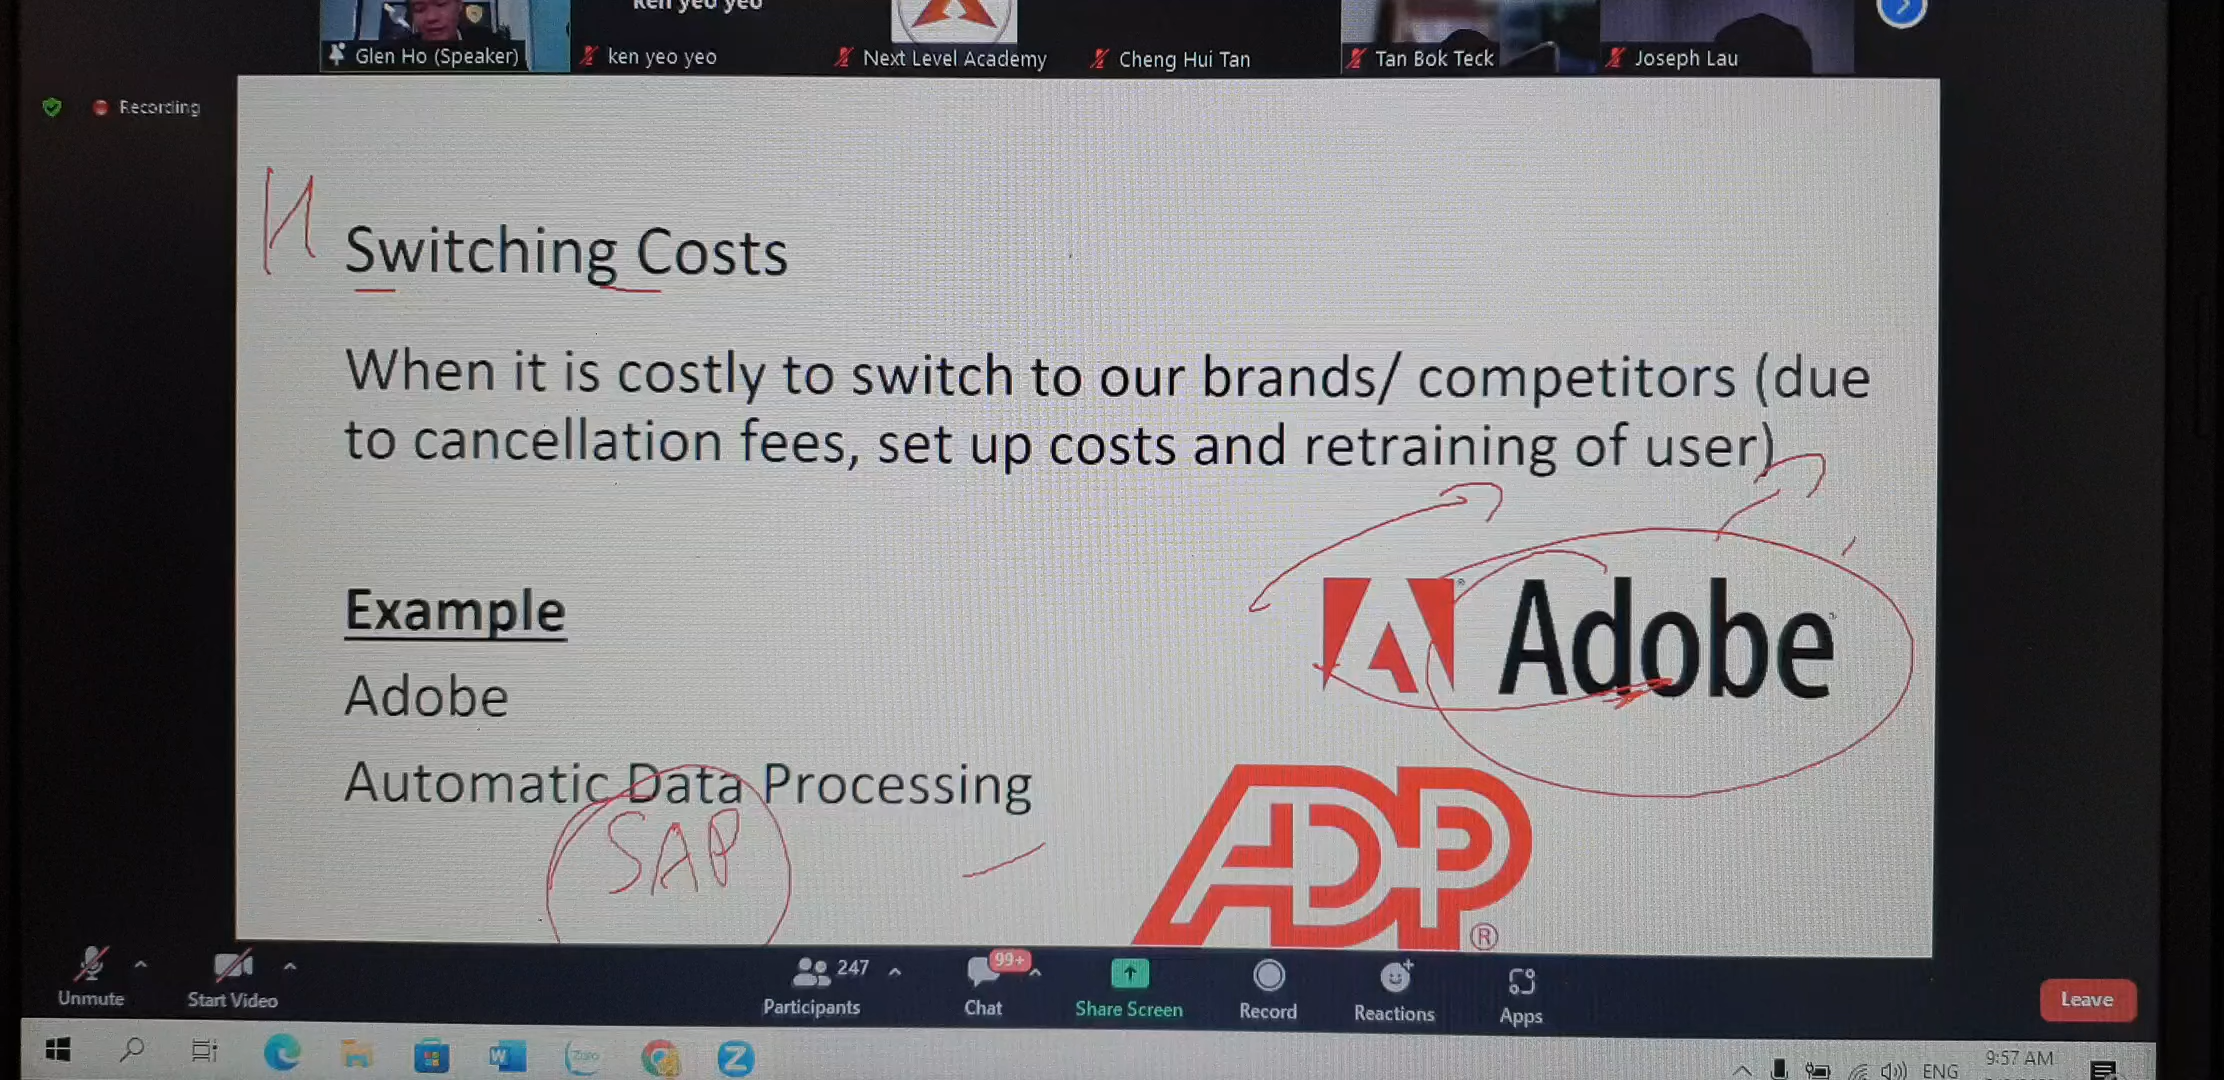 Ken yeo yeo
Glen Ho (Speaker)
ken yeo yeo
Next Level Academy
Cheng Hui Tan
Tan Bok Teck
Joseph Lau
Recording
Switching Costs
When it is costly to switch to our brands/ competitors (due
to cancellation fees, set up costs and retraining of user)
Example
Adobe
Adobe
Automatic Data Processing
SAP
ADP®
247
99+
Unmute
Start Video
Participants
Chat
Share Screen
Record
Reactions
Apps
Leave
ENG
9:57 AM